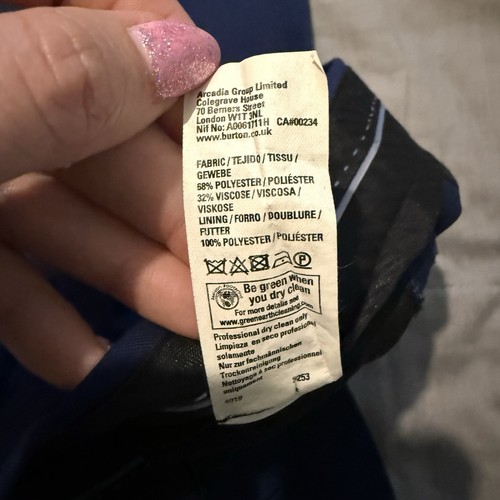 Arcadia Group Limited
Colegrave House
70 Berners Street
London W1T 3NL
Nif No: A0061711H CA#00234
www.burton.co.uk
FABRIC / TEJIDO / TISSU /
GEWEBE
68% POLYESTER / POLIÉSTER
32% VISCOSE / VISCOSA /
VISKOSE
LINING / FORRO / DOUBLURE /
FUTTER
100% POLYESTER / POLIÉSTER
P
Be green when
you dry clean
For more details see
www.greenearthcleaning.com
Professional dry clean only
Limpieza en seco profesional
solamente
Nur zur fachmännischen
Trockenreinigung
Nettoyage à sec professionnel
uniquement